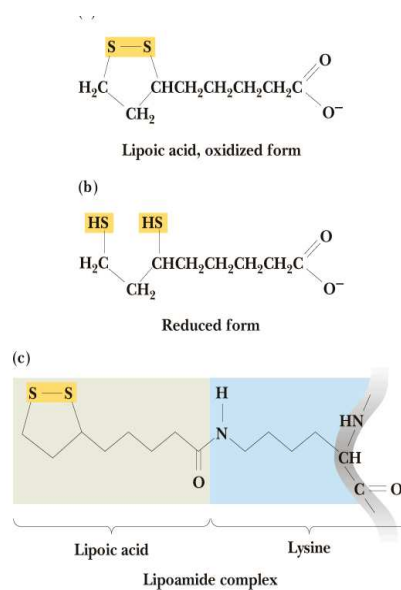 S — S
O
H₂C CHCH₂CH₂CH₂CH₂C
CH₂ O⁻
Lipoic acid, oxidized form
(b)
HS HS
O
H₂C CHCH₂CH₂CH₂CH₂C
CH₂ O⁻
Reduced form
(c)
S — S H
HN
N
CH
O
C=O
Lipoic acid Lysine
Lipoamide complex